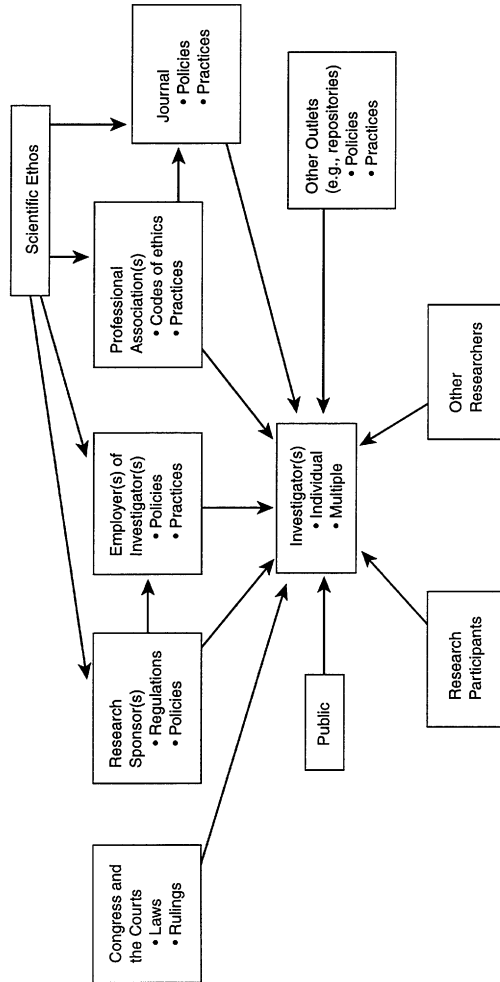 Scientific Ethos
Congress and
the Courts
• Laws
• Rulings
Research
Sponsor(s)
• Regulations
• Policies
Employer(s) of
Investigator(s)
• Policies
• Practices
Professional
Association(s)
• Codes of ethics
• Practices
Journal
• Policies
• Practices
Public
Investigator(s)
• Individual
• Multiple
Other Outlets
(e.g., repositories)
• Policies
• Practices
Research
Participants
Other
Researchers